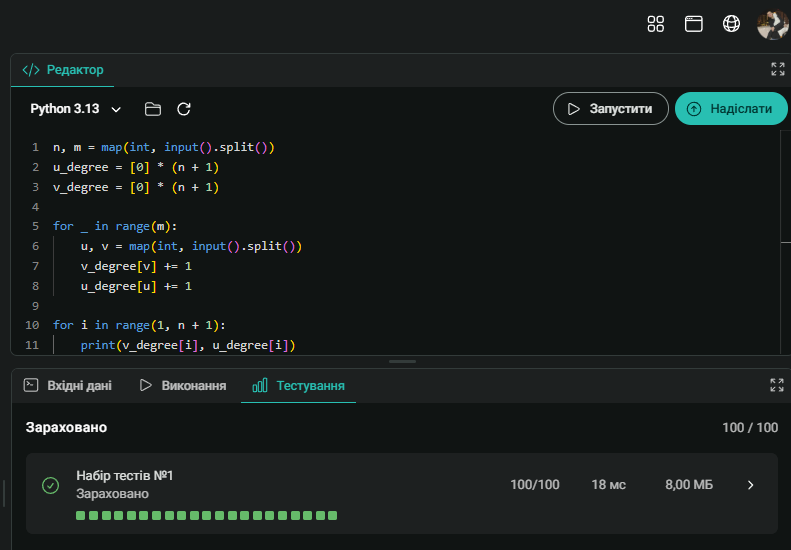 </> Редактор
Python 3.13
Запустити
Надіслати
1 n, m = map(int, input().split())
2 u_degree = [0] * (n + 1)
3 v_degree = [0] * (n + 1)
4
5 for _ in range(m):
6     u, v = map(int, input().split())
7     v_degree[v] += 1
8     u_degree[u] += 1
9
10 for i in range(1, n + 1):
11     print(v_degree[i], u_degree[i])
Вхідні дані
Виконання
Тестування
Зараховано 100 / 100
Набір тестів №1
Зараховано
100/100 18 мс 8,00 МБ